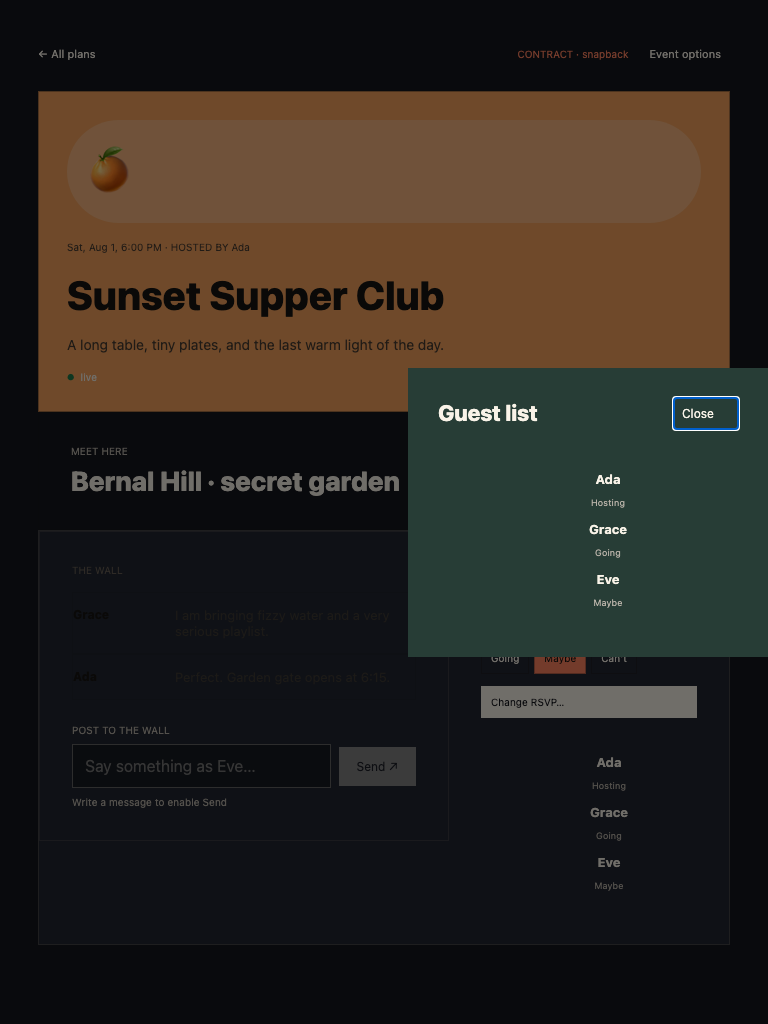 ← All plans
CONTRACT · snapback
Event options
Sat, Aug 1, 6:00 PM · HOSTED BY Ada
Sunset Supper Club
A long table, tiny plates, and the last warm light of the day.
live
MEET HERE
Bernal Hill · secret garden
Guest list
Close
Ada
Hosting
Grace
Going
Eve
Maybe
THE WALL
Grace
I am bringing fizzy water and a very
serious playlist.
Ada
Perfect. Garden gate opens at 6:15.
POST TO THE WALL
Say something as Eve…
Send ↗
Write a message to enable Send
Going
Maybe
Can't
Change RSVP…
Ada
Hosting
Grace
Going
Eve
Maybe